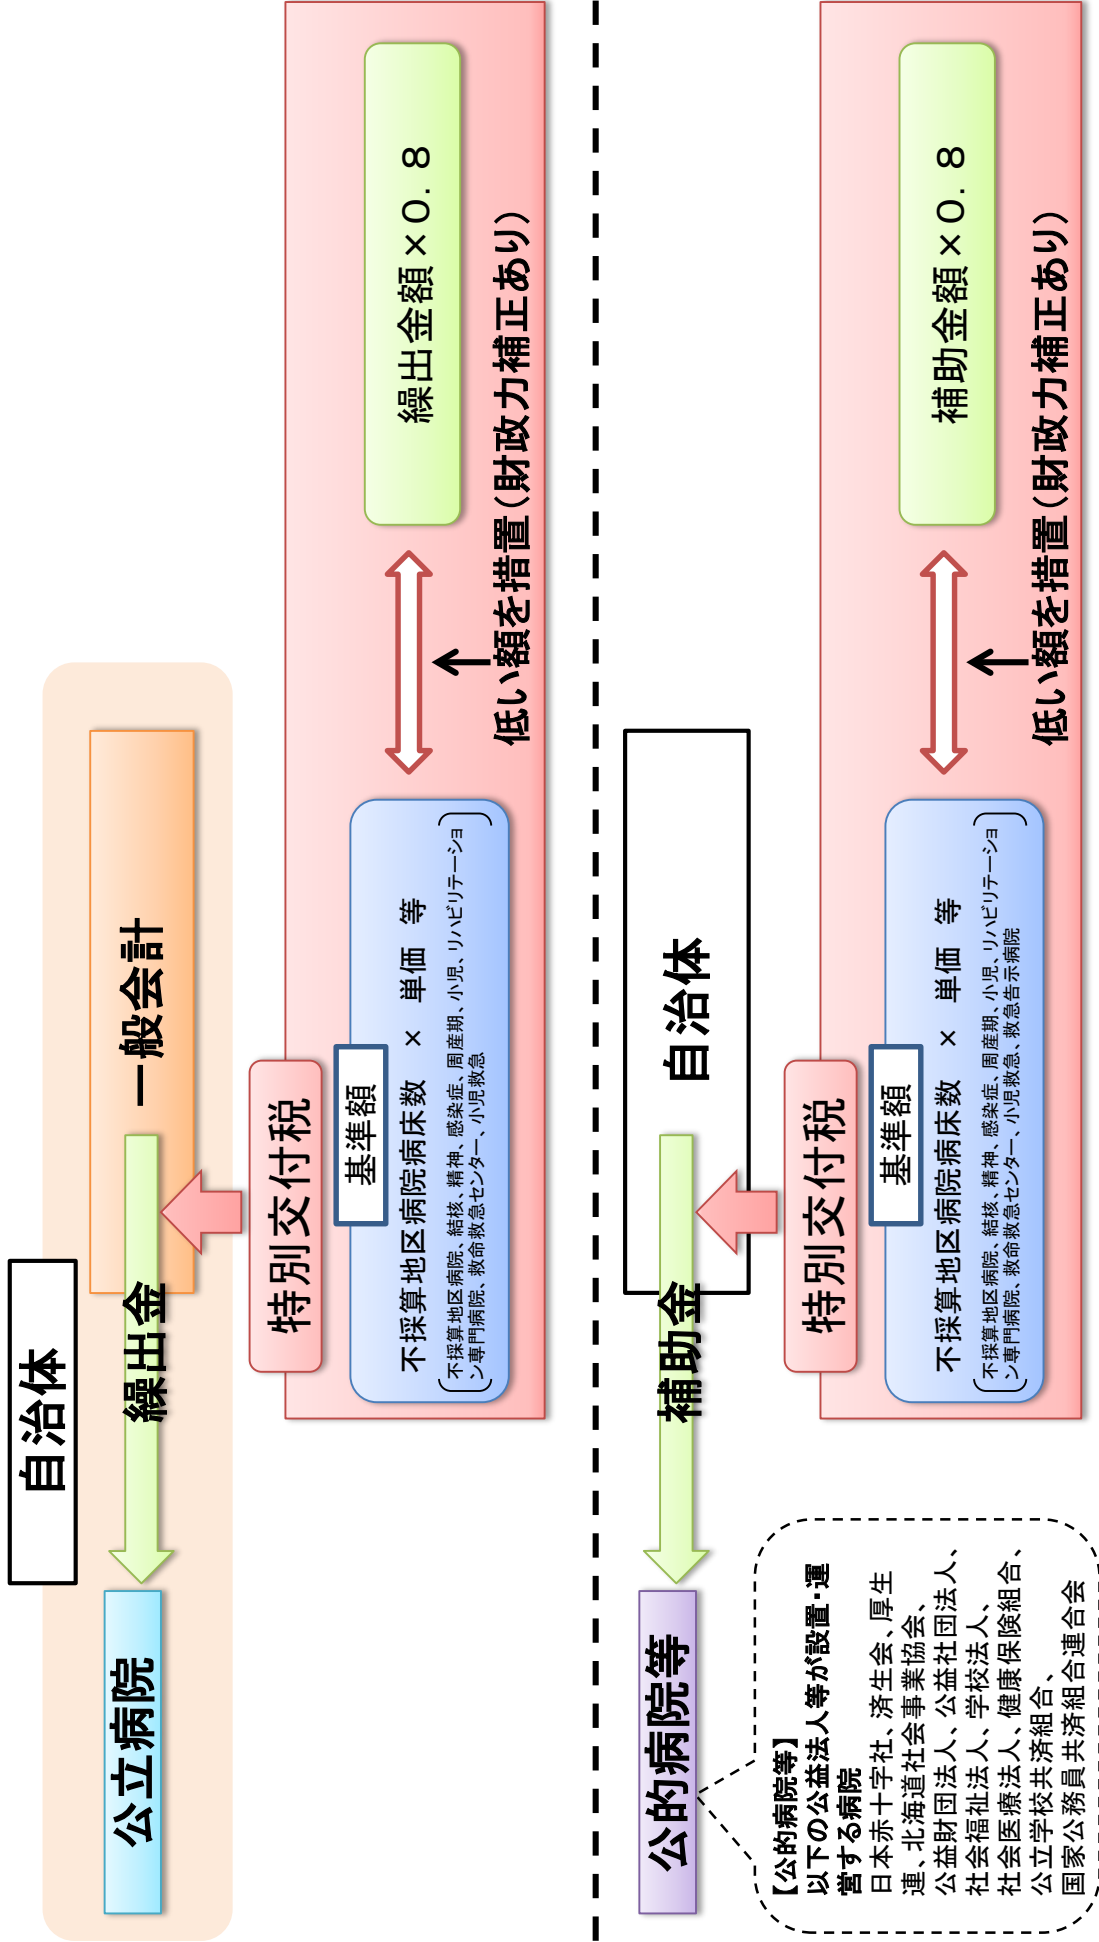 自治体
公立病院
繰出金
一般会計
特別交付税
基準額
不採算地区病院病床数 × 単価 等
不採算地区病院、結核、精神、感染症、周産期、小児、リハビリテーショ
ン専門病院、救命救急センター、小児救急
繰出金額×0.8
低い額を措置(財政力補正あり)
公的病院等
補助金
自治体
特別交付税
基準額
不採算地区病院病床数 × 単価 等
不採算地区病院、結核、精神、感染症、周産期、小児、リハビリテーショ
ン専門病院、救命救急センター、小児救急、救急告示病院
補助金額×0.8
低い額を措置(財政力補正あり)
【公的病院等】
以下の公益法人等が設置・運
営する病院
日本赤十字社、済生会、厚生
連、北海道社会事業協会、
公益財団法人、公益社団法人、
社会福祉法人、学校法人、
社会医療法人、健康保険組合、
公立学校共済組合、
国家公務員共済組合連合会